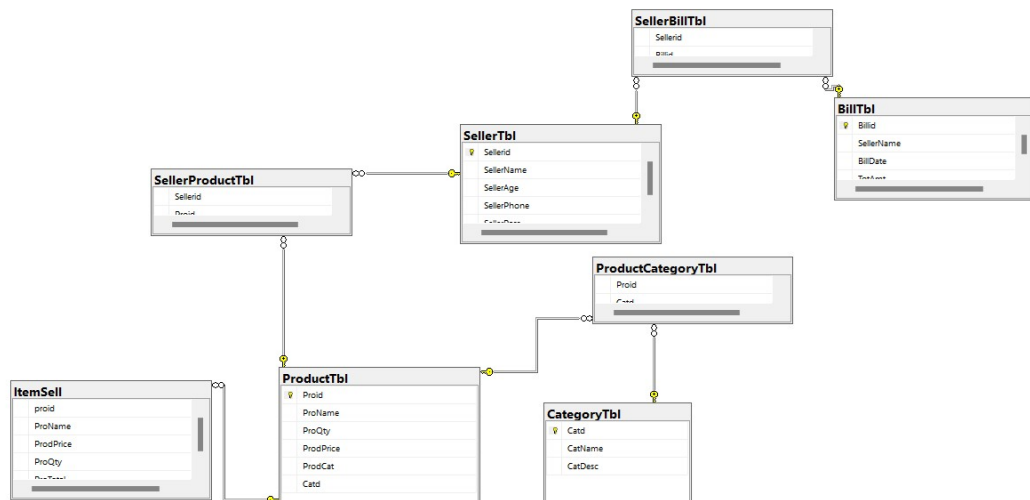 SellerBillTbl
Sellerid
BillTbl
Billid
SellerName
BillDate
SellerTbl
Sellerid
SellerName
SellerAge
SellerPhone
SellerProductTbl
Sellerid
ProductCategoryTbl
Proid
ItemSell
proid
ProName
ProdPrice
ProQty
ProductTbl
Proid
ProName
ProQty
ProdPrice
ProdCat
Catd
CategoryTbl
Catd
CatName
CatDesc